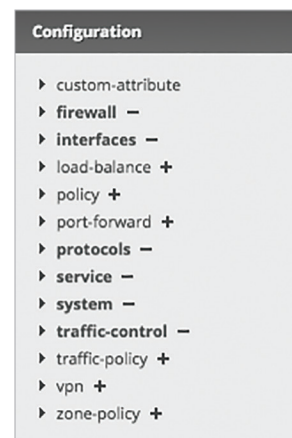 Configuration
custom-attribute
firewall −
interfaces −
load-balance +
policy +
port-forward +
protocols −
service −
system −
traffic-control −
traffic-policy +
vpn +
zone-policy +